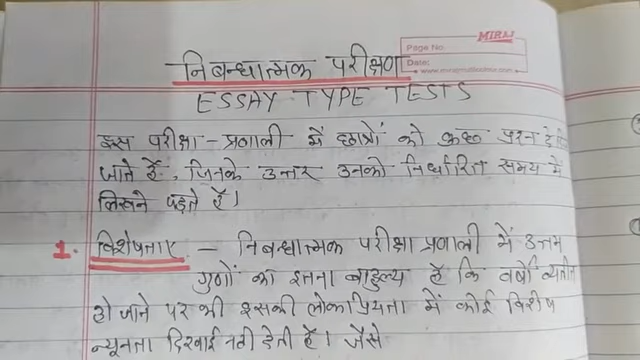 MIRAJ
Page No.
Date:
निबन्धात्मक परीक्षण
ESSAY TYPE TESTS
इस परीक्षा - प्रणाली में छात्रों को कुछ प्रश्न दे दिए
जाते हैं, जिनके उत्तर उनको निर्धारित समय में
लिखने पड़ते हैं।
1. विशेषताए - निबन्धात्मक परीक्षा प्रणाली में उत्तम
गुणों का इतना बाहुल्य है कि वर्षो व्यतीत
हो जाने पर भी इसकी लोकप्रियता में कोई विशेष
न्यूनता दिखाई नही देती है। जैसे